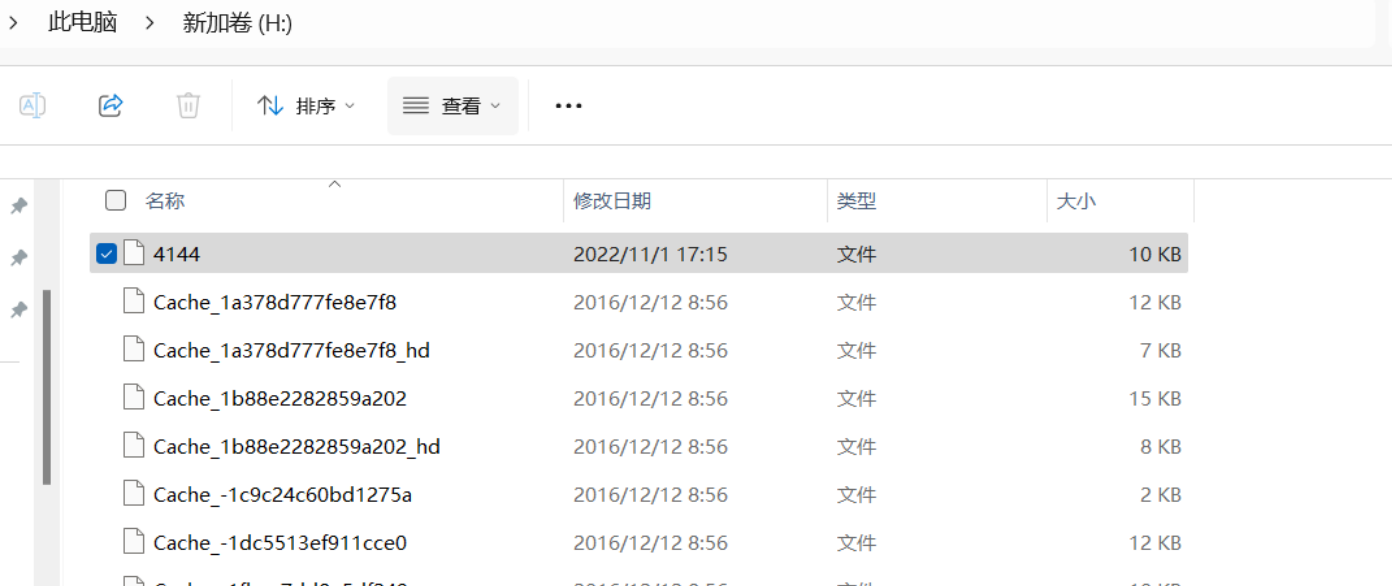 此电脑 新加卷 (H:)
排序 查看
名称 修改日期 类型 大小
4144 2022/11/1 17:15 文件 10 KB
Cache_1a378d777fe8e7f8 2016/12/12 8:56 文件 12 KB
Cache_1a378d777fe8e7f8_hd 2016/12/12 8:56 文件 7 KB
Cache_1b88e2282859a202 2016/12/12 8:56 文件 15 KB
Cache_1b88e2282859a202_hd 2016/12/12 8:56 文件 8 KB
Cache_-1c9c24c60bd1275a 2016/12/12 8:56 文件 2 KB
Cache_-1dc5513ef911cce0 2016/12/12 8:56 文件 12 KB